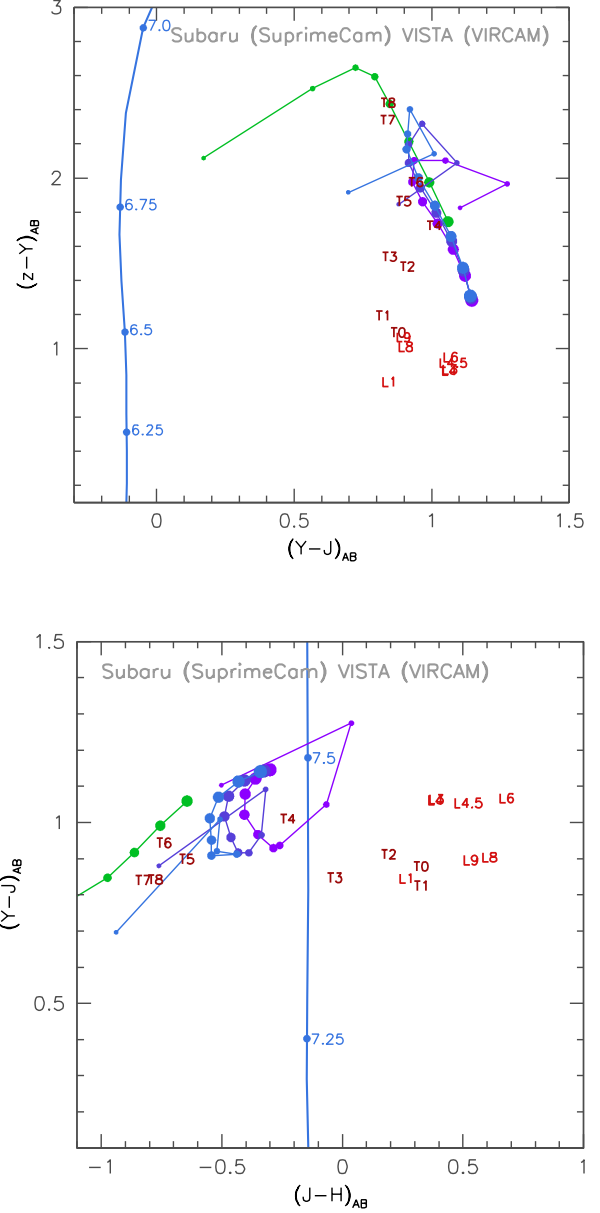 3
7.0
Subaru (SuprimeCam) VISTA (VIRCAM)
T8
T7
2
T6
6.75
T5
T4
(z-Y)AB
T3
T2
T1
6.5
T0
L9
1
L8
L6
L5
L1
6.25
0
0.5
1
1.5
(Y-J)AB
1.5
Subaru (SuprimeCam) VISTA (VIRCAM)
7.5
L6
L4.5
1
T4
T6
T5
T2
L9
L8
(Y-J)AB
T7
T8
T3
T0
L1
T1
0.5
7.25
-1
-0.5
0
0.5
1
(J-H)AB